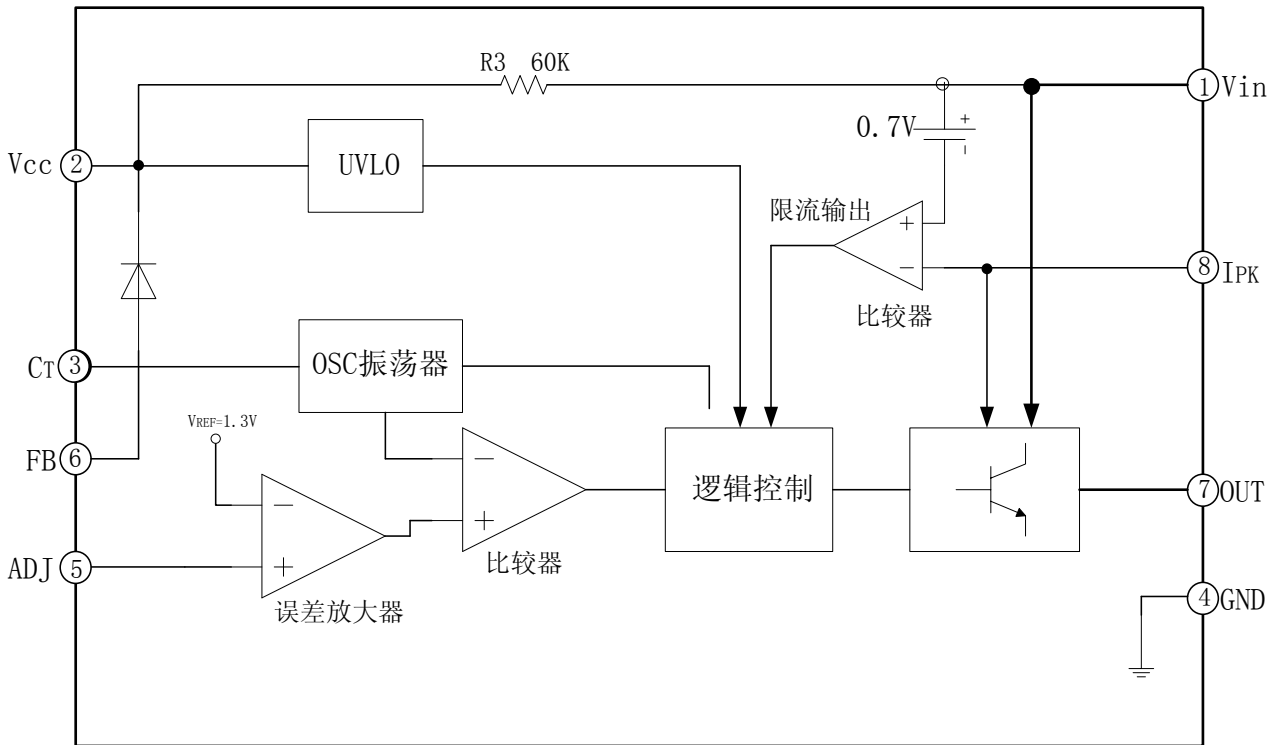 R3 60K
1 Vin
0.7V
+
-
Vcc 2
UVLO
限流输出
+
-
8 IPK
比较器
CT 3
OSC振荡器
VREF=1.3V
FB 6
-
+
逻辑控制
7 OUT
-
+
ADJ 5
比较器
误差放大器
4 GND